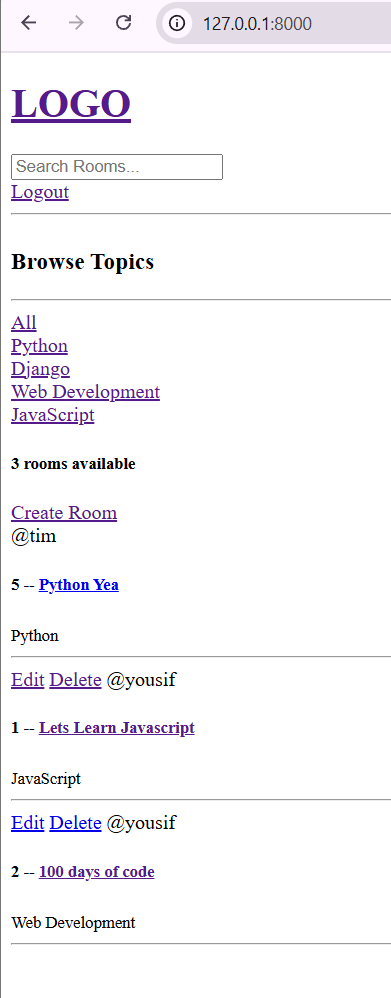 127.0.0.1:8000
LOGO
Search Rooms...
Logout
Browse Topics
All
Python
Django
Web Development
JavaScript
3 rooms available
Create Room
@tim
5 -- Python Yea
Python
Edit Delete @yousif
1 -- Lets Learn Javascript
JavaScript
Edit Delete @yousif
2 -- 100 days of code
Web Development